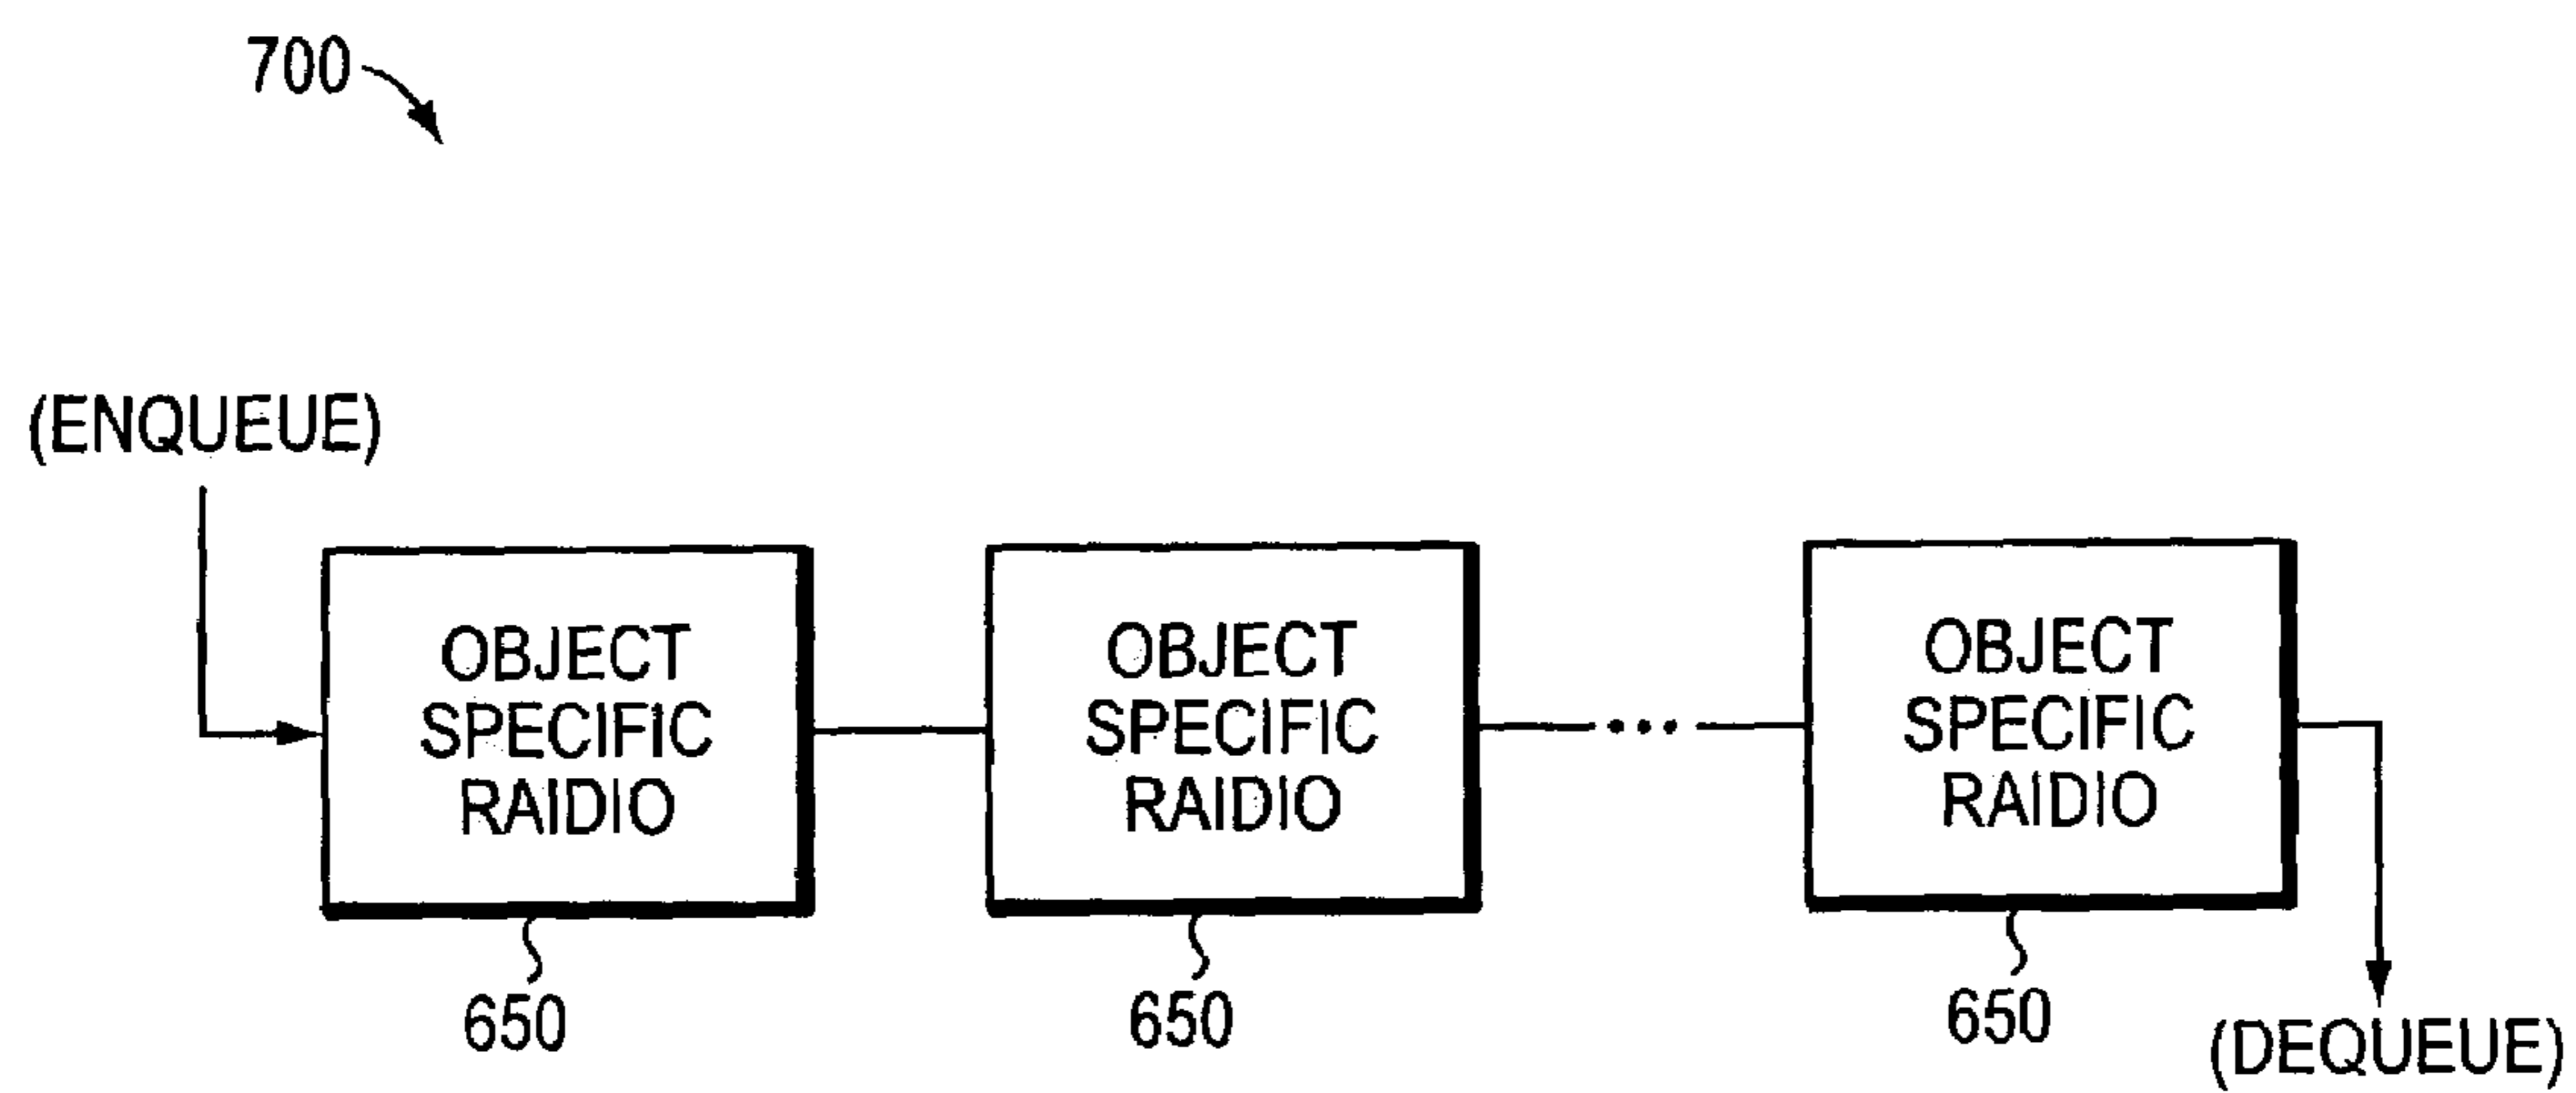 700
(ENQUEUE)
OBJECT
SPECIFIC
RAIDIO
650
OBJECT
SPECIFIC
RAIDIO
650
OBJECT
SPECIFIC
RAIDIO
650
(DEQUEUE)